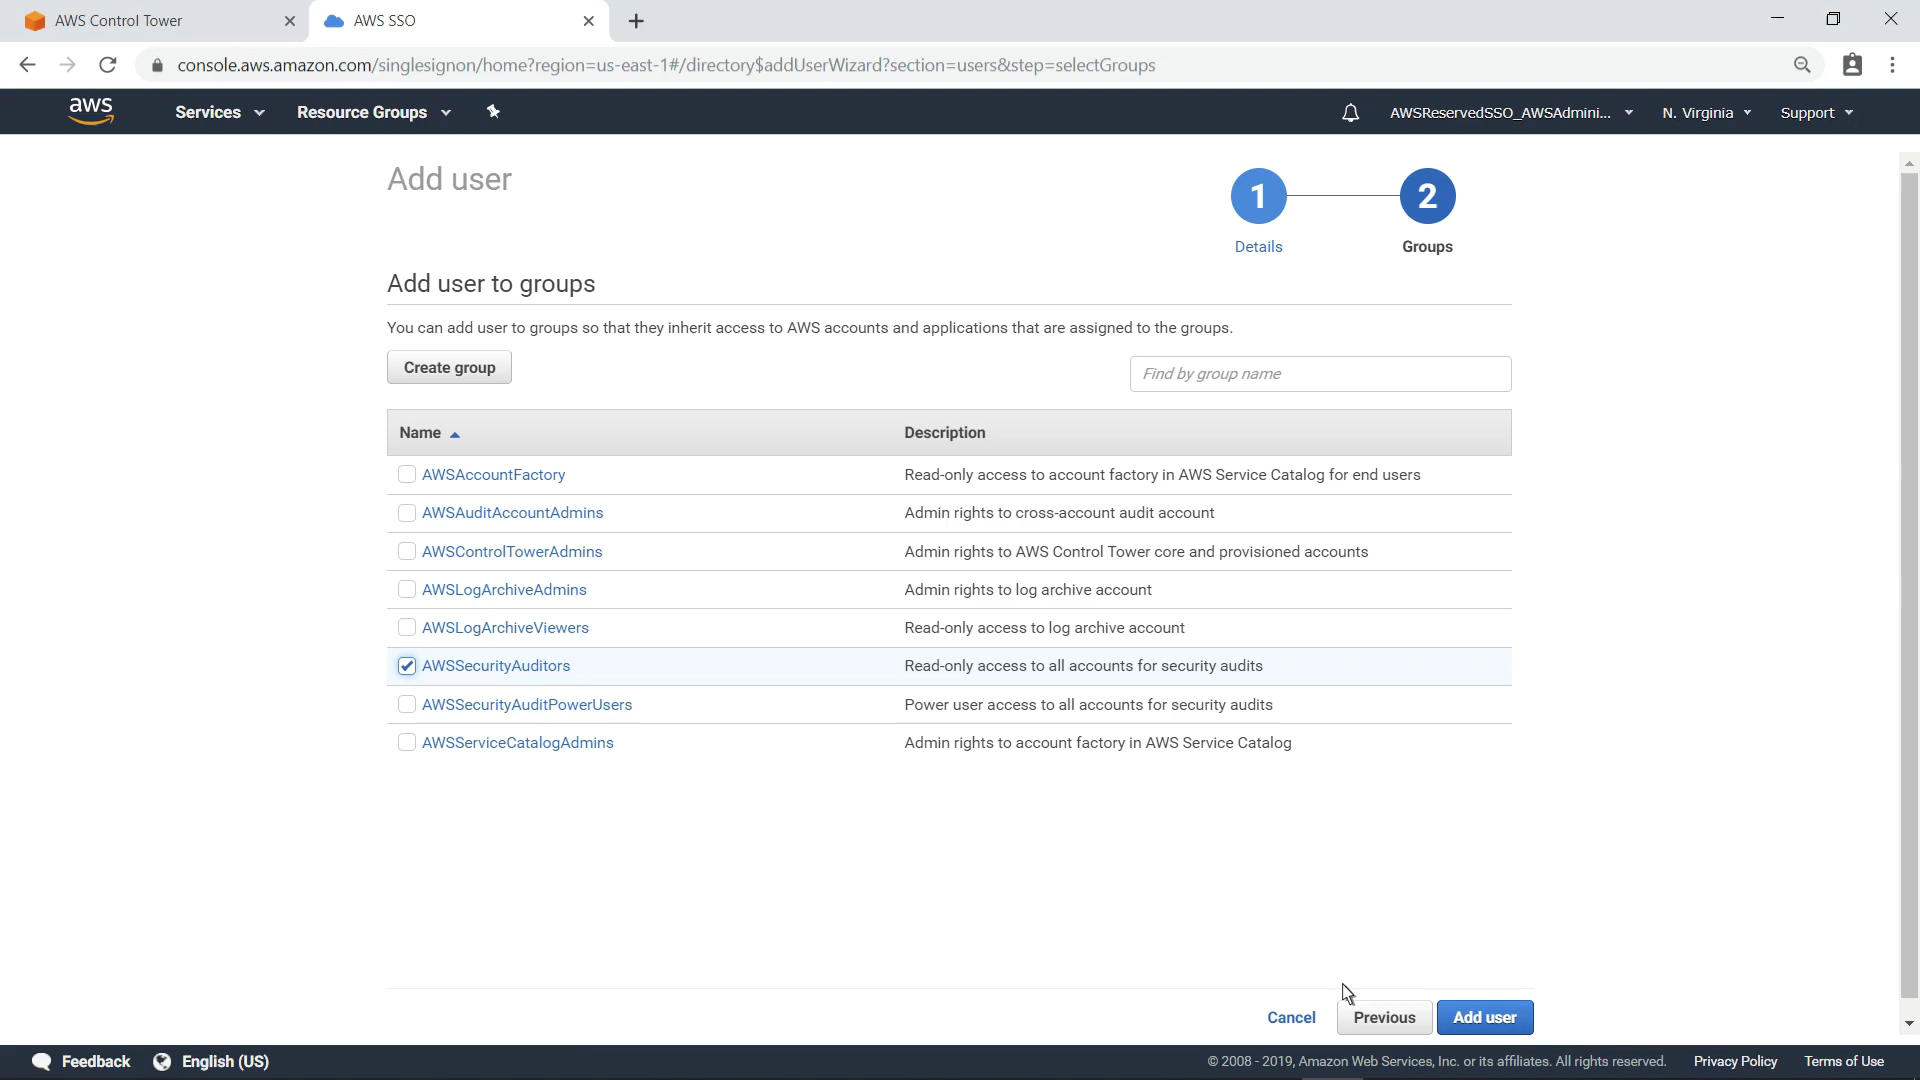 AWS Control Tower
AWS SSO
console.aws.amazon.com/singlesignon/home?region=us-east-1#/directory$addUserWizard?section=users&step=selectGroups
aws
Services
Resource Groups
AWSReservedSSO_AWSAdmini...
N. Virginia
Support
Add user
1
2
Details
Groups
Add user to groups
You can add user to groups so that they inherit access to AWS accounts and applications that are assigned to the groups.
Create group
Find by group name
Name Description
AWSAccountFactory Read-only access to account factory in AWS Service Catalog for end users
AWSAuditAccountAdmins Admin rights to cross-account audit account
AWSControlTowerAdmins Admin rights to AWS Control Tower core and provisioned accounts
AWSLogArchiveAdmins Admin rights to log archive account
AWSLogArchiveViewers Read-only access to log archive account
AWSSecurityAuditors Read-only access to all accounts for security audits
AWSSecurityAuditPowerUsers Power user access to all accounts for security audits
AWSServiceCatalogAdmins Admin rights to account factory in AWS Service Catalog
Cancel
Previous
Add user
Feedback
English (US)
© 2008 - 2019, Amazon Web Services, Inc. or its affiliates. All rights reserved.
Privacy Policy
Terms of Use